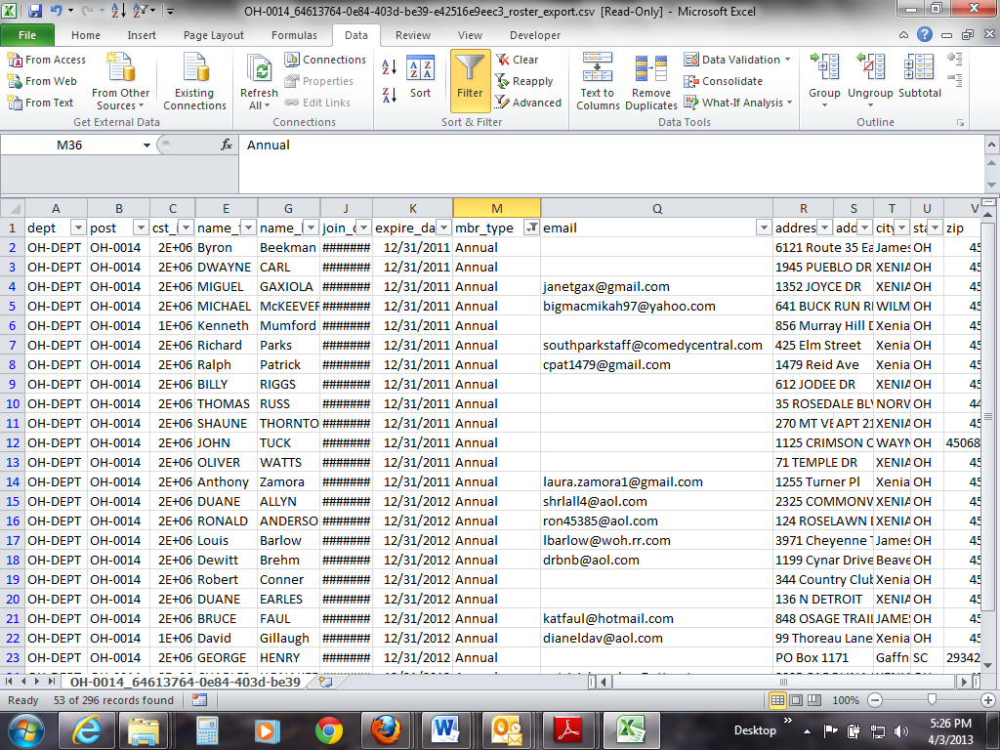 OH-0014_64613764-0e84-403d-be39-e42516e9eec3_roster_export.csv [Read-Only] - Microsoft Excel
File Home Insert Page Layout Formulas Data Review View Developer
From Access
From Web
From Text
From Other Sources
Existing Connections
Get External Data
Refresh All
Connections
Properties
Edit Links
Connections
Sort
Filter
Clear
Reapply
Advanced
Sort & Filter
Text to Columns
Remove Duplicates
Data Validation
Consolidate
What-If Analysis
Data Tools
Group
Ungroup
Subtotal
Outline
M36 fx Annual
A B C E G J K M Q R S T U V
1 dept post cst_i name_ name_ join_ expire_da mbr_type email addres add city sta zip
2 OH-DEPT OH-0014 2E+06 Byron Beekman ####### 12/31/2011 Annual 6121 Route 35 Ea James OH 45
3 OH-DEPT OH-0014 2E+06 DWAYNE CARL ####### 12/31/2011 Annual 1945 PUEBLO DR XENIA OH 45
4 OH-DEPT OH-0014 2E+06 MIGUEL GAXIOLA ####### 12/31/2011 Annual janetgax@gmail.com 1352 JOYCE DR XENIA OH 45
5 OH-DEPT OH-0014 2E+06 MICHAEL McKEEVER ####### 12/31/2011 Annual bigmacmikah97@yahoo.com 641 BUCK RUN R WILM OH 45
6 OH-DEPT OH-0014 1E+06 Kenneth Mumford ####### 12/31/2011 Annual 856 Murray Hill D Xenia OH 45
7 OH-DEPT OH-0014 2E+06 Richard Parks ####### 12/31/2011 Annual southparkstaff@comedycentral.com 425 Elm Street Xenia OH 45
8 OH-DEPT OH-0014 2E+06 Ralph Patrick ####### 12/31/2011 Annual cpat1479@gmail.com 1479 Reid Ave Xenia OH 45
9 OH-DEPT OH-0014 2E+06 BILLY RIGGS ####### 12/31/2011 Annual 612 JODEE DR XENIA OH 45
10 OH-DEPT OH-0014 2E+06 THOMAS RUSS ####### 12/31/2011 Annual 35 ROSEDALE BLV NORW OH 44
11 OH-DEPT OH-0014 2E+06 SHAUNE THORNTO ####### 12/31/2011 Annual 270 MT VE APT 21 XENIA OH 45
12 OH-DEPT OH-0014 2E+06 JOHN TUCK ####### 12/31/2011 Annual 1125 CRIMSON C WAYN OH 45068
13 OH-DEPT OH-0014 2E+06 OLIVER WATTS ####### 12/31/2011 Annual 71 TEMPLE DR XENIA OH 45
14 OH-DEPT OH-0014 2E+06 Anthony Zamora ####### 12/31/2011 Annual laura.zamora1@gmail.com 1255 Turner Pl Xenia OH 45
15 OH-DEPT OH-0014 2E+06 DUANE ALLYN ####### 12/31/2012 Annual shrlall4@aol.com 2325 COMMONW XENIA OH 45
16 OH-DEPT OH-0014 2E+06 RONALD ANDERSO ####### 12/31/2012 Annual ron45385@aol.com 124 ROSELAWN D XENIA OH 45
17 OH-DEPT OH-0014 2E+06 Louis Barlow ####### 12/31/2012 Annual lbarlow@woh.rr.com 3971 Cheyenne T James OH 45
18 OH-DEPT OH-0014 2E+06 Dewitt Brehm ####### 12/31/2012 Annual drbnb@aol.com 1199 Cynar Drive Beave OH 45
19 OH-DEPT OH-0014 2E+06 Robert Conner ####### 12/31/2012 Annual 344 Country Club Xenia OH 45
20 OH-DEPT OH-0014 2E+06 DUANE EARLES ####### 12/31/2012 Annual 136 N DETROIT XENIA OH 45
21 OH-DEPT OH-0014 2E+06 BRUCE FAUL ####### 12/31/2012 Annual katfaul@hotmail.com 848 OSAGE TRAIL JAMES OH 45
22 OH-DEPT OH-0014 1E+06 David Gillaugh ####### 12/31/2012 Annual dianeldav@aol.com 99 Thoreau Lane Xenia OH 45
23 OH-DEPT OH-0014 2E+06 GEORGE HENRY ####### 12/31/2012 Annual PO Box 1171 Gaffn SC 29342
OH-0014_64613764-0e84-403d-be39
Ready 53 of 296 records found 100%
Desktop 5:26 PM
4/3/2013